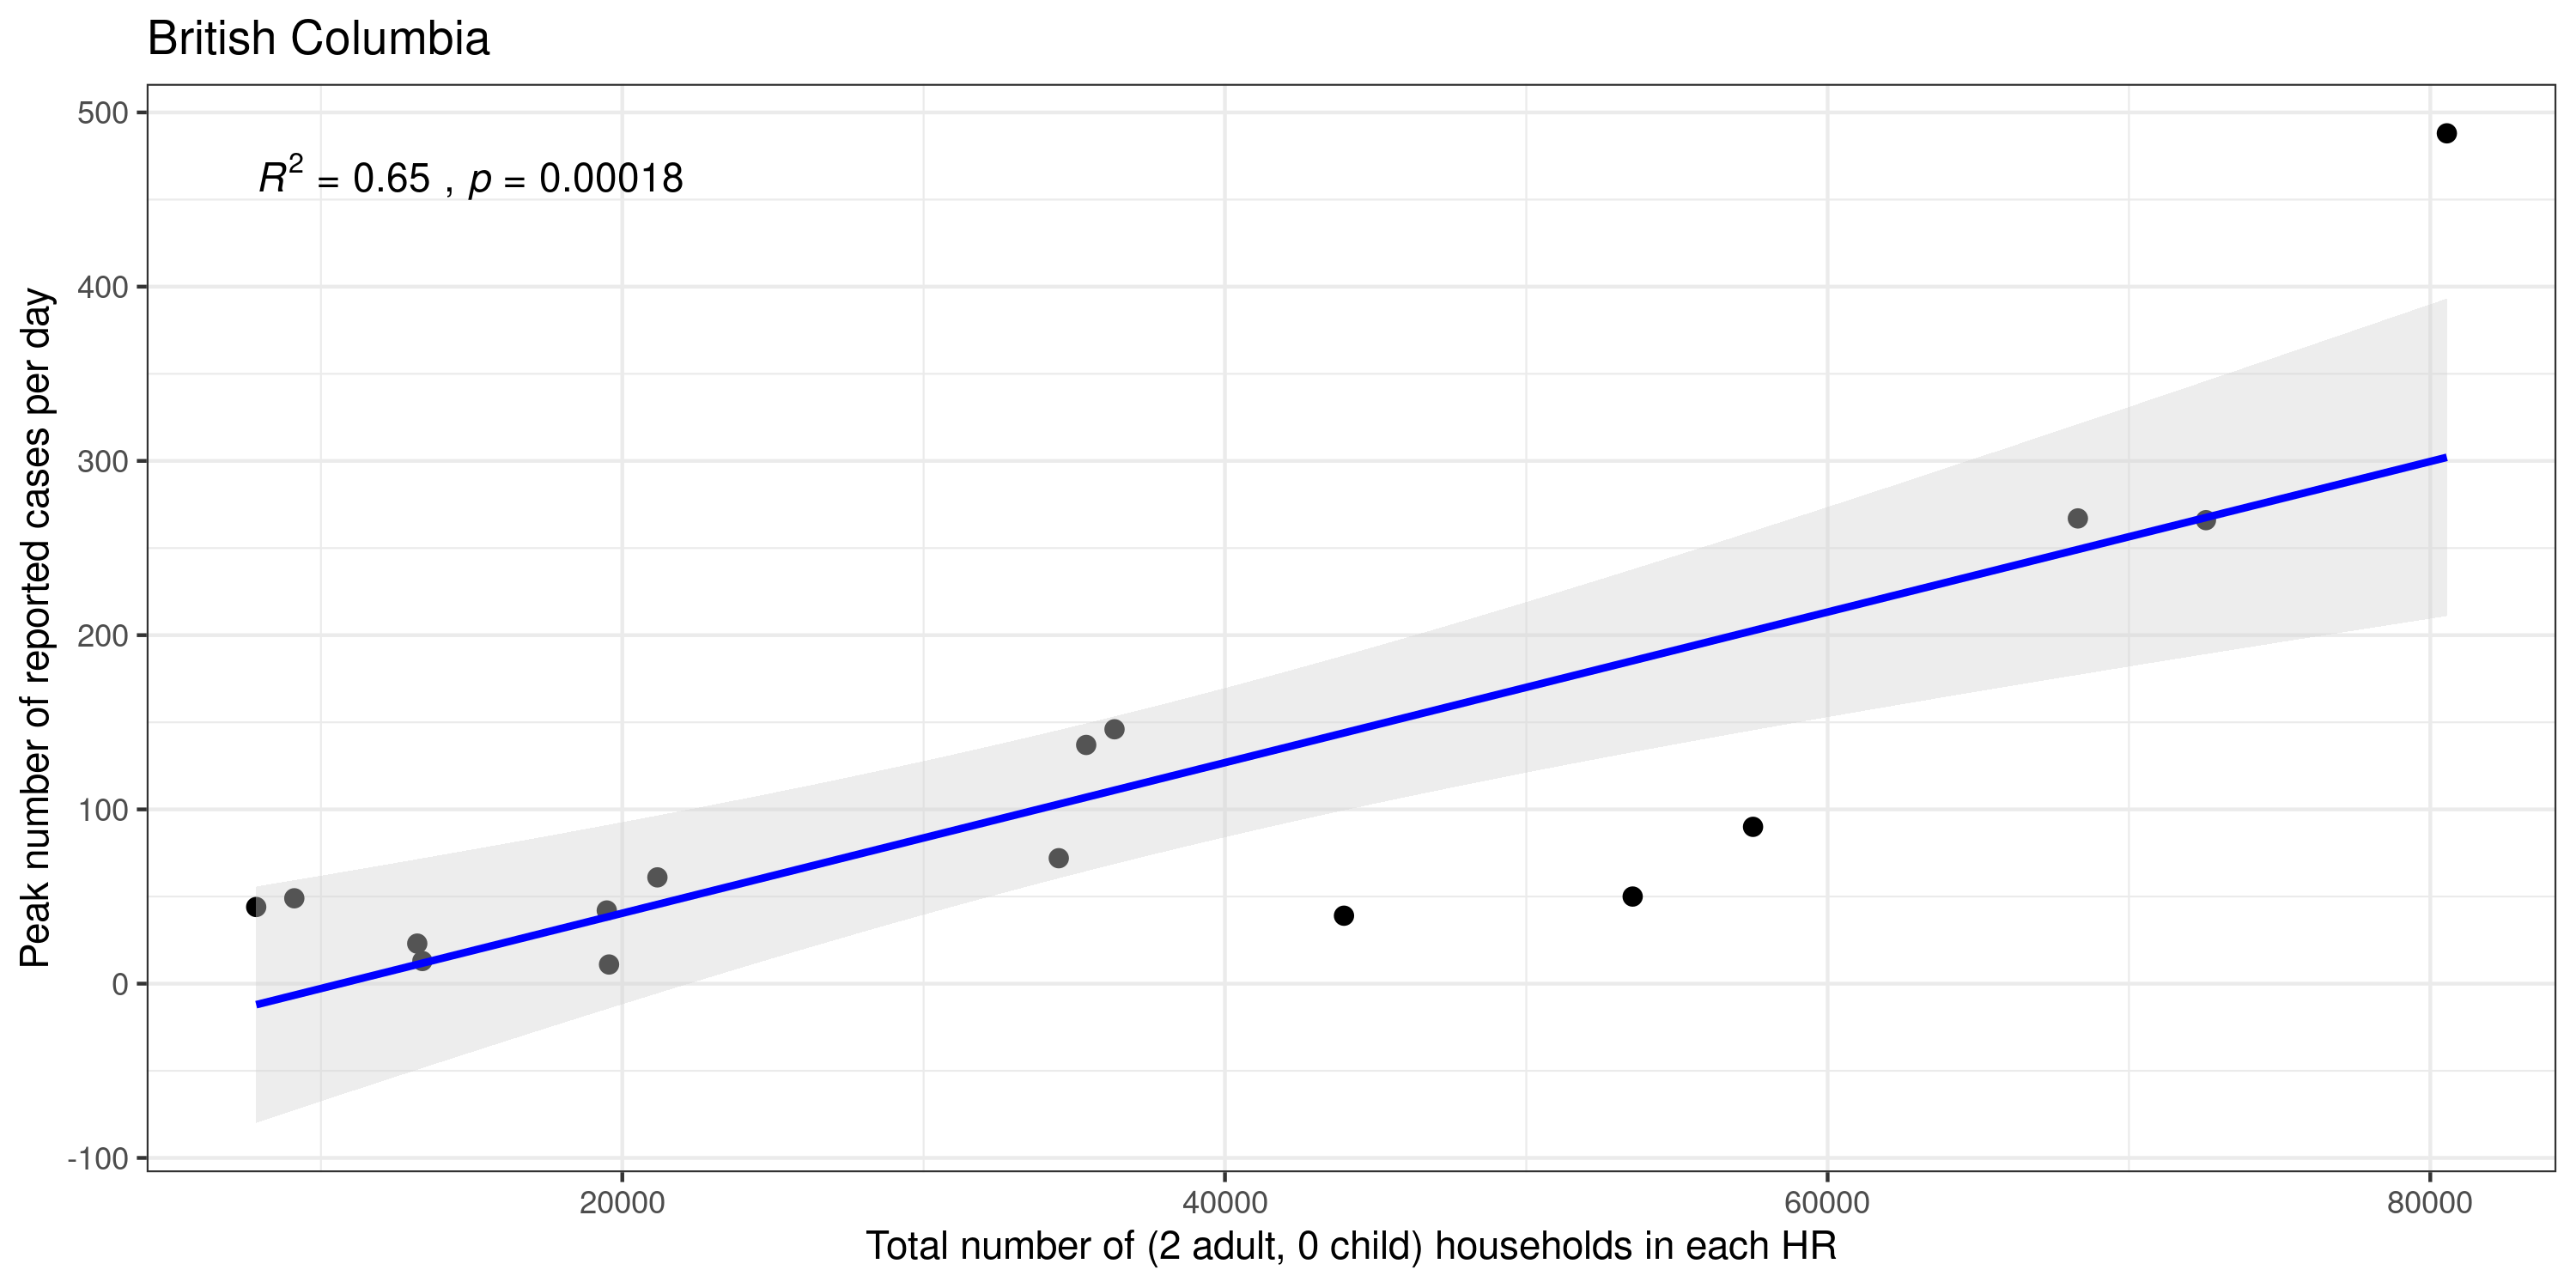 British Columbia
R² = 0.65 , p = 0.00018
Peak number of reported cases per day
500
400
300
200
100
0
-100
20000 40000 60000 80000
Total number of (2 adult, 0 child) households in each HR